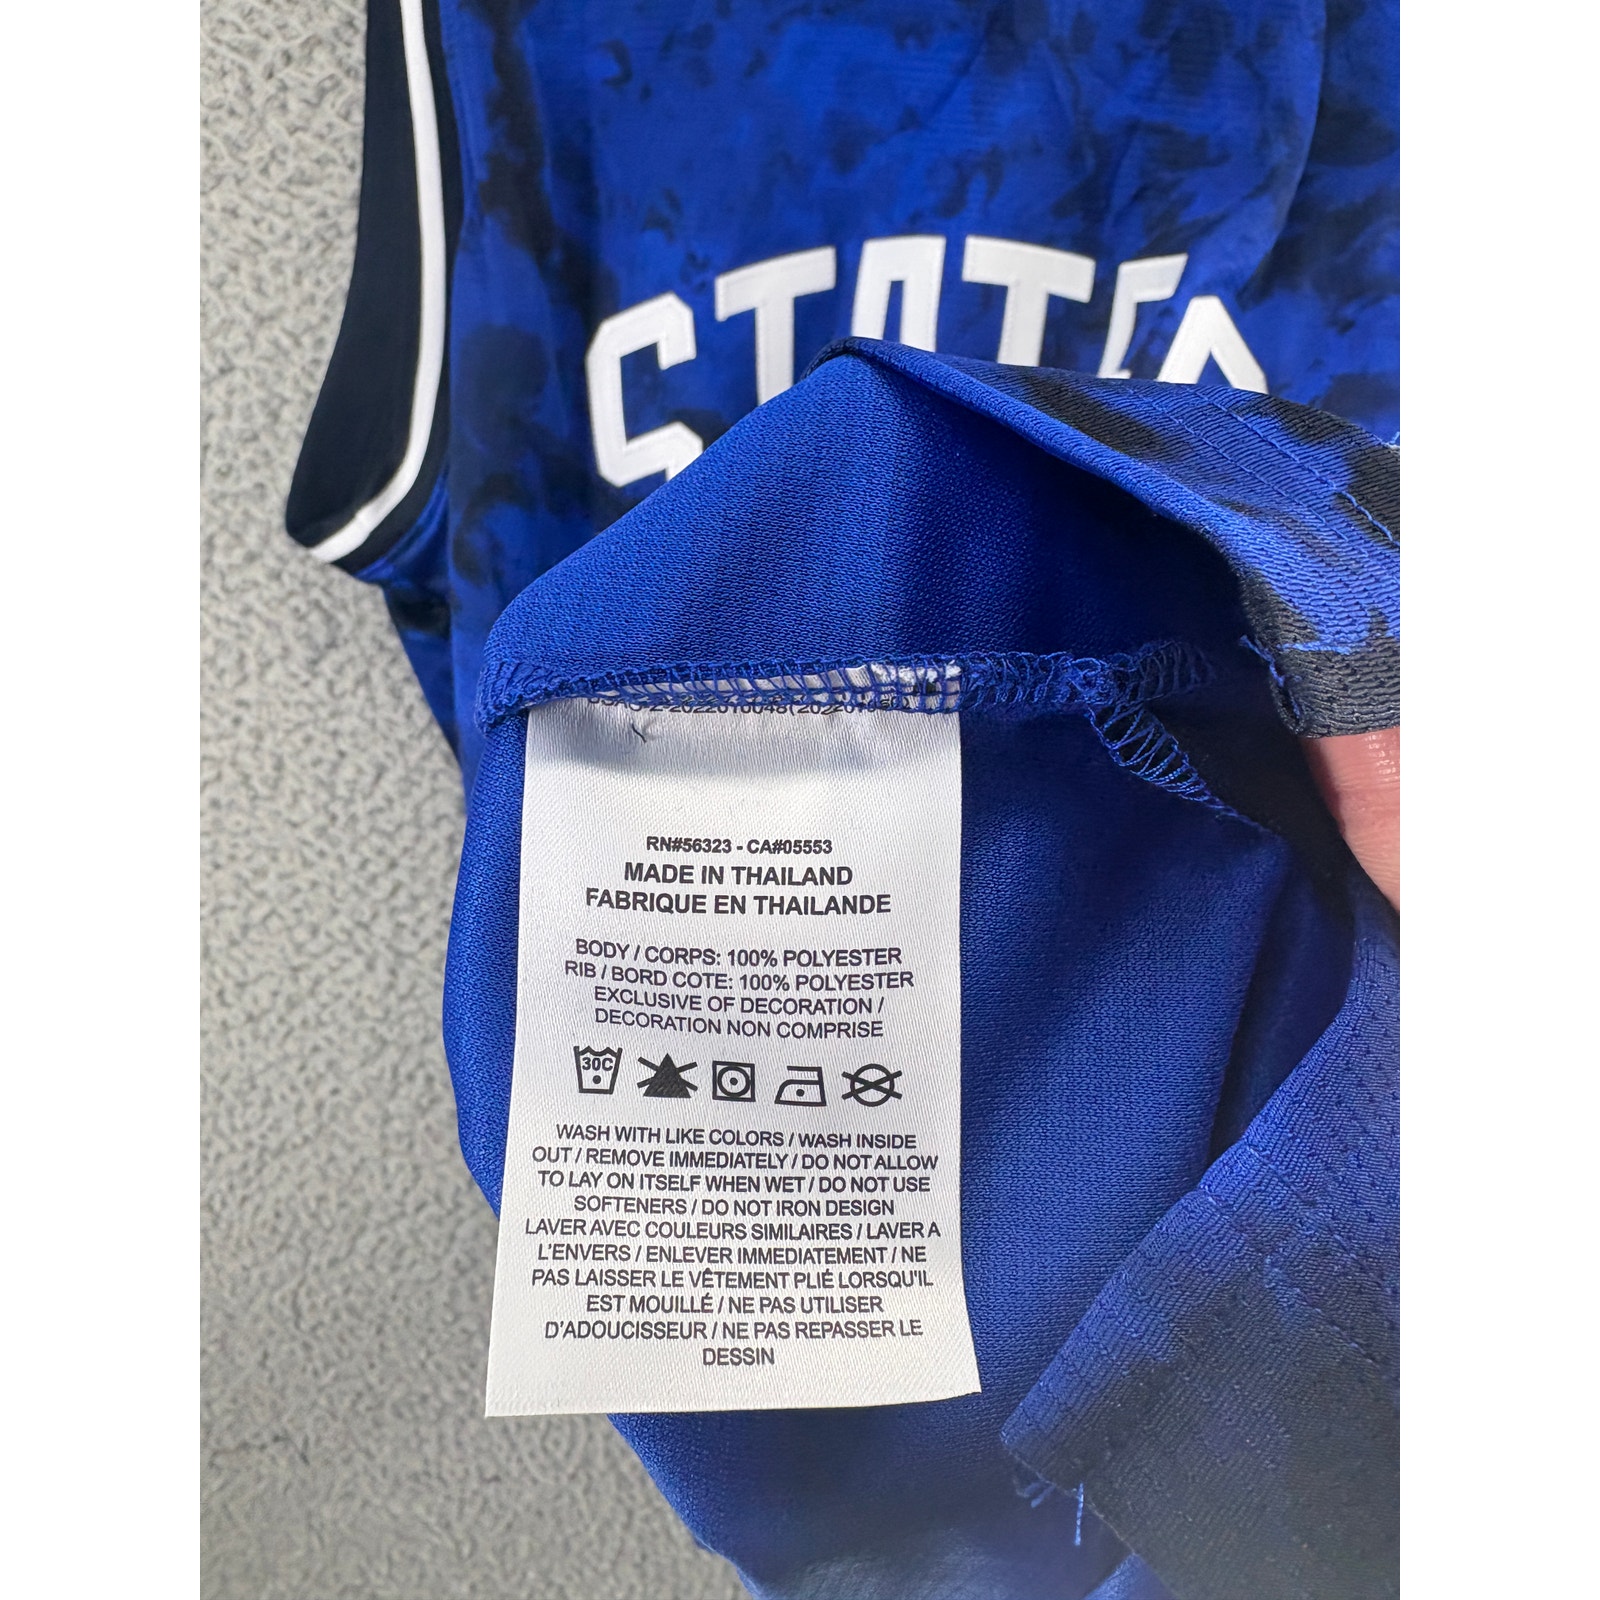 STATES
RN#56323 - CA#05553
MADE IN THAILAND
FABRIQUE EN THAILANDE
BODY / CORPS: 100% POLYESTER
RIB / BORD COTE: 100% POLYESTER
EXCLUSIVE OF DECORATION /
DECORATION NON COMPRISE
30C
WASH WITH LIKE COLORS / WASH INSIDE
OUT / REMOVE IMMEDIATELY / DO NOT ALLOW
TO LAY ON ITSELF WHEN WET / DO NOT USE
SOFTENERS / DO NOT IRON DESIGN
LAVER AVEC COULEURS SIMILAIRES / LAVER A
L'ENVERS / ENLEVER IMMEDIATEMENT / NE
PAS LAISSER LE VÊTEMENT PLIÉ LORSQU'IL
EST MOUILLÉ / NE PAS UTILISER
D'ADOUCISSEUR / NE PAS REPASSER LE
DESSIN